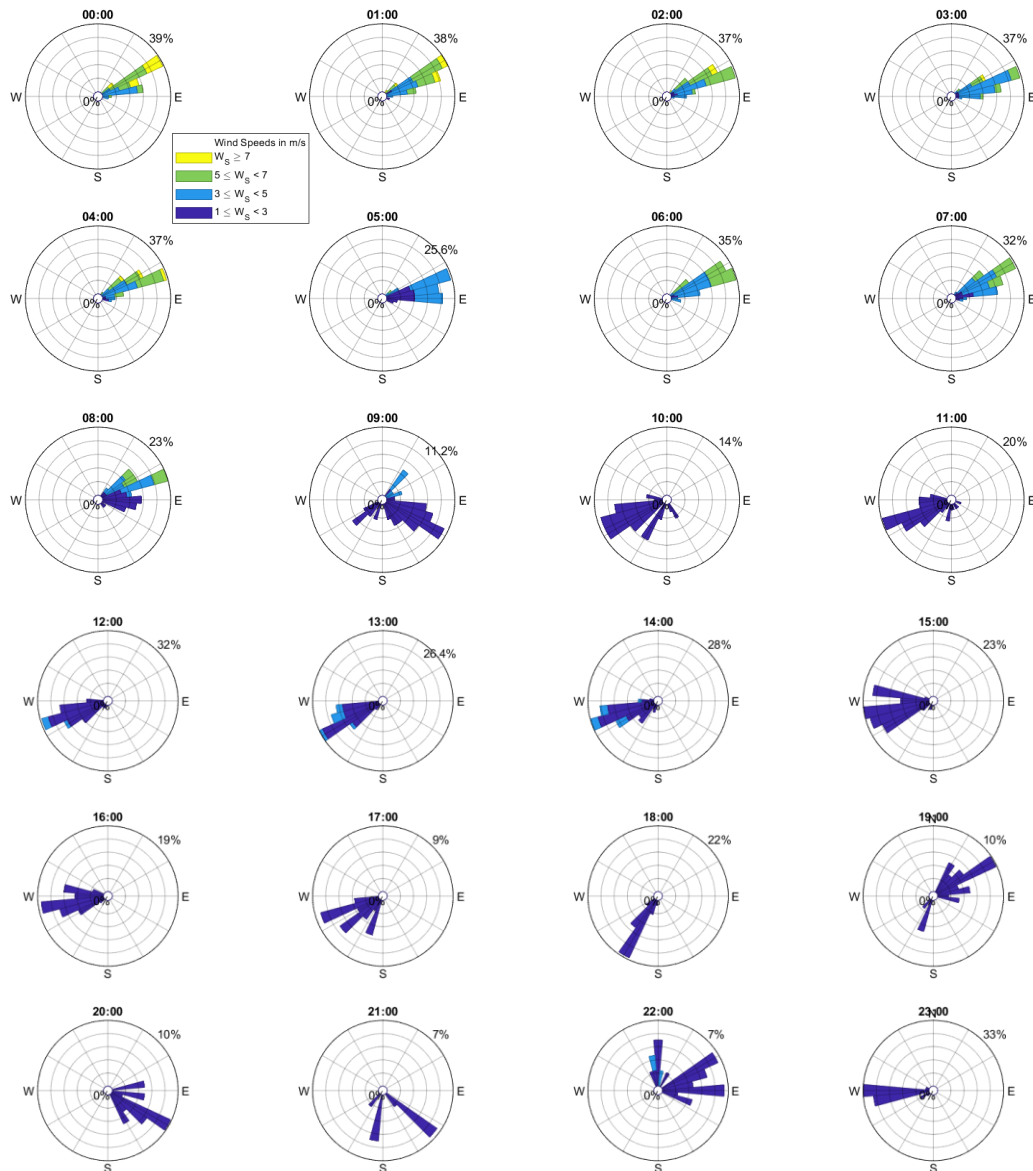 00:00
39%
W
0%
E
S
01:00
38%
W
0%
E
S
02:00
37%
W
0%
E
S
03:00
37%
W
0%
E
S
Wind Speeds in m/s
W_S ≥ 7
5 ≤ W_S < 7
3 ≤ W_S < 5
1 ≤ W_S < 3
04:00
37%
W
0%
E
S
05:00
25.6%
W
0%
E
S
06:00
35%
W
0%
E
S
07:00
32%
W
0%
E
S
08:00
23%
W
0%
E
S
09:00
11.2%
W
0%
E
S
10:00
14%
W
0%
E
S
11:00
20%
W
0%
E
S
12:00
32%
W
0%
E
S
13:00
26.4%
W
0%
E
S
14:00
28%
W
0%
E
S
15:00
23%
W
0%
E
S
16:00
19%
W
0%
E
S
17:00
9%
W
0%
E
S
18:00
22%
W
0%
E
S
19:00
N
10%
W
0%
E
S
20:00
10%
W
0%
E
S
21:00
7%
W
0%
E
S
22:00
7%
W
0%
E
S
23:00
N
33%
W
0%
E
S